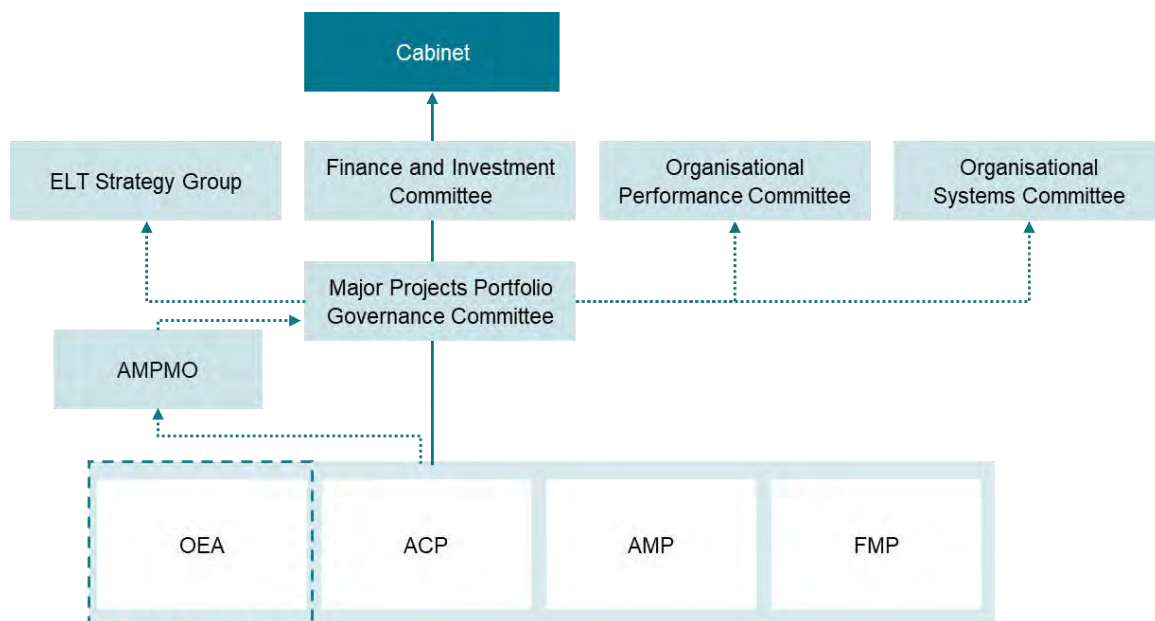 Cabinet
ELT Strategy Group
Finance and Investment
Committee
Organisational
Performance Committee
Organisational
Systems Committee
Major Projects Portfolio
Governance Committee
AMPMO
OEA
ACP
AMP
FMP